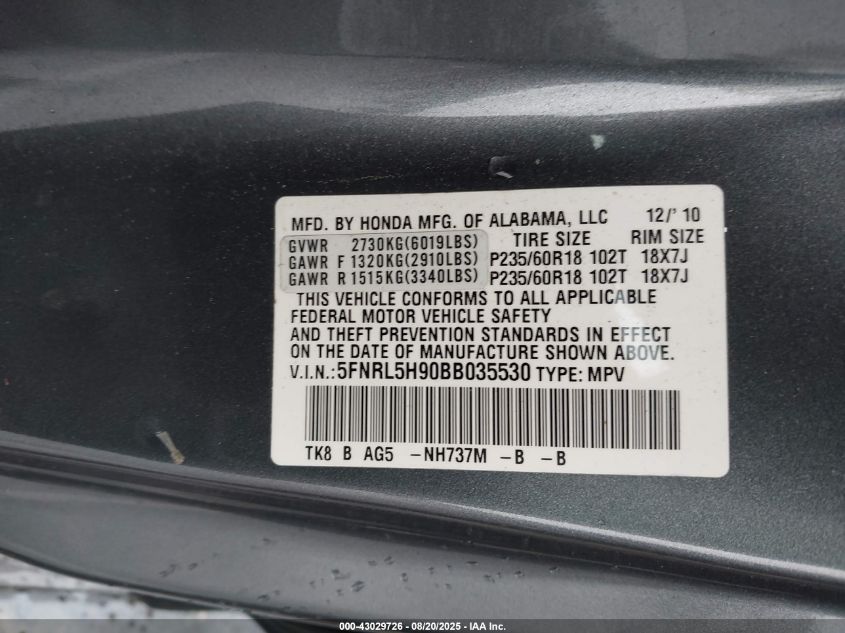 MFD. BY HONDA MFG. OF ALABAMA, LLC 12/' 10
GVWR 2730KG(6019LBS) TIRE SIZE RIM SIZE
GAWR F 1320KG(2910LBS) P235/60R18 102T 18X7J
GAWR R 1515KG(3340LBS) P235/60R18 102T 18X7J
THIS VEHICLE CONFORMS TO ALL APPLICABLE
FEDERAL MOTOR VEHICLE SAFETY
AND THEFT PREVENTION STANDARDS IN EFFECT
ON THE DATE OF MANUFACTURE SHOWN ABOVE.
V.I.N.:5FNRL5H90BB035530 TYPE: MPV
TK8 B AG5 -NH737M -B -B
000-43029726 - 08/20/2025 - IAA Inc.